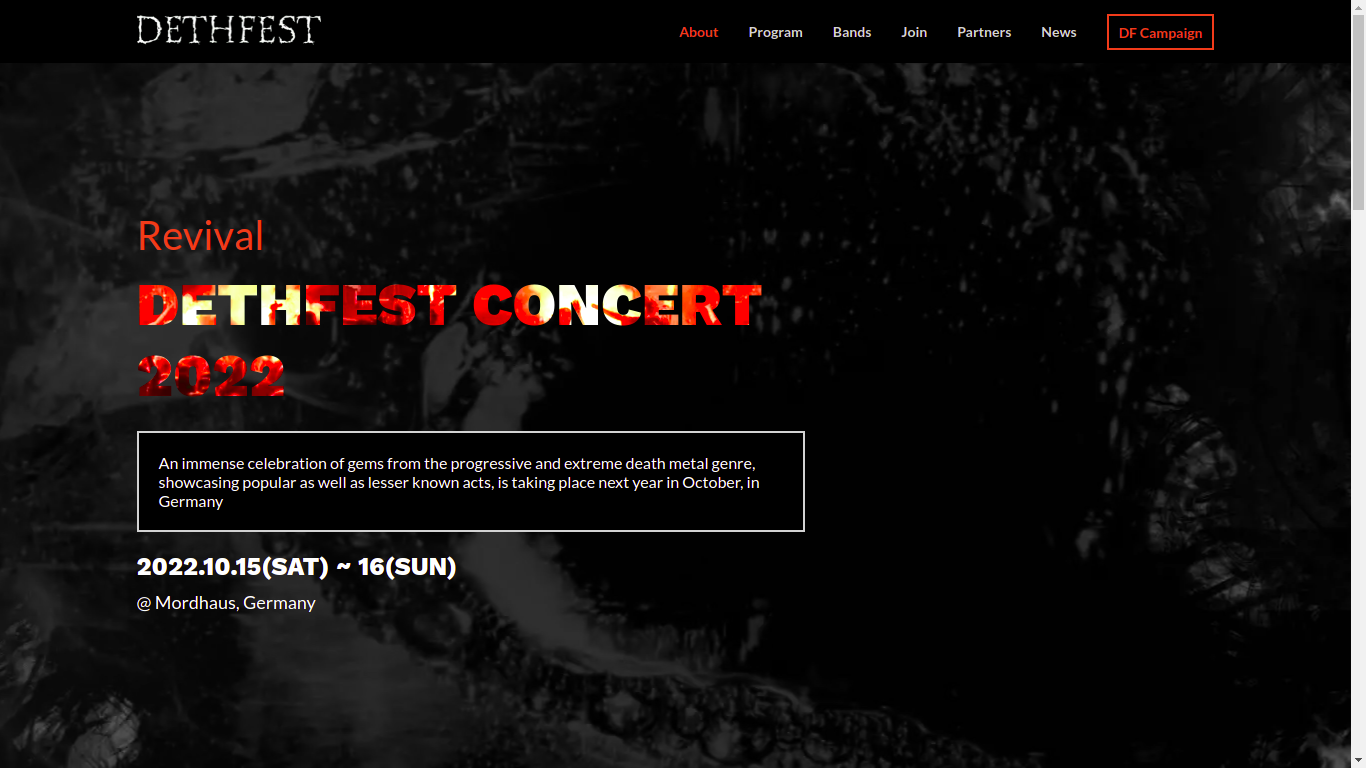 DETHFEST
About
Program
Bands
Join
Partners
News
DF Campaign
Revival
DETHFEST CONCERT
2022
An immense celebration of gems from the progressive and extreme death metal genre,
showcasing popular as well as lesser known acts, is taking place next year in October, in
Germany
2022.10.15(SAT) ~ 16(SUN)
@ Mordhaus, Germany